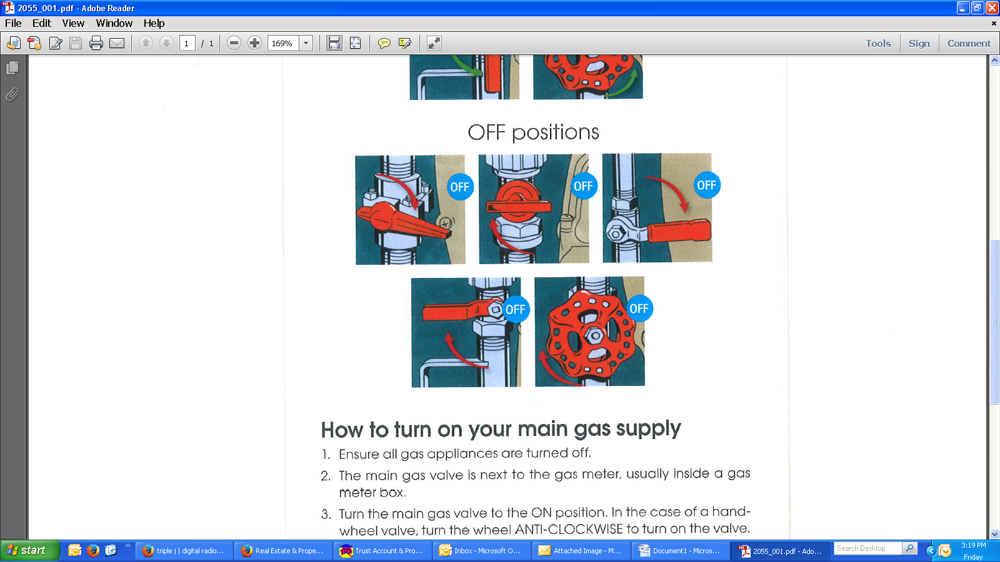 2055_001.pdf - Adobe Reader
File Edit View Window Help
1 / 1 169% Tools Sign Comment
OFF positions
OFF OFF OFF
OFF OFF
How to turn on your main gas supply
1. Ensure all gas appliances are turned off.
2. The main gas valve is next to the gas meter, usually inside a gas
meter box.
3. Turn the main gas valve to the ON position. In the case of a hand-
wheel valve, turn the wheel ANTI-CLOCKWISE to turn on the valve.
start triple j | digital radio... Real Estate & Prope... Trust Account & Pro... Inbox - Microsoft O... Attached Image - M... Document1 - Micros... 2055_001.pdf - Ado... Search Desktop 3:19 PM
Friday